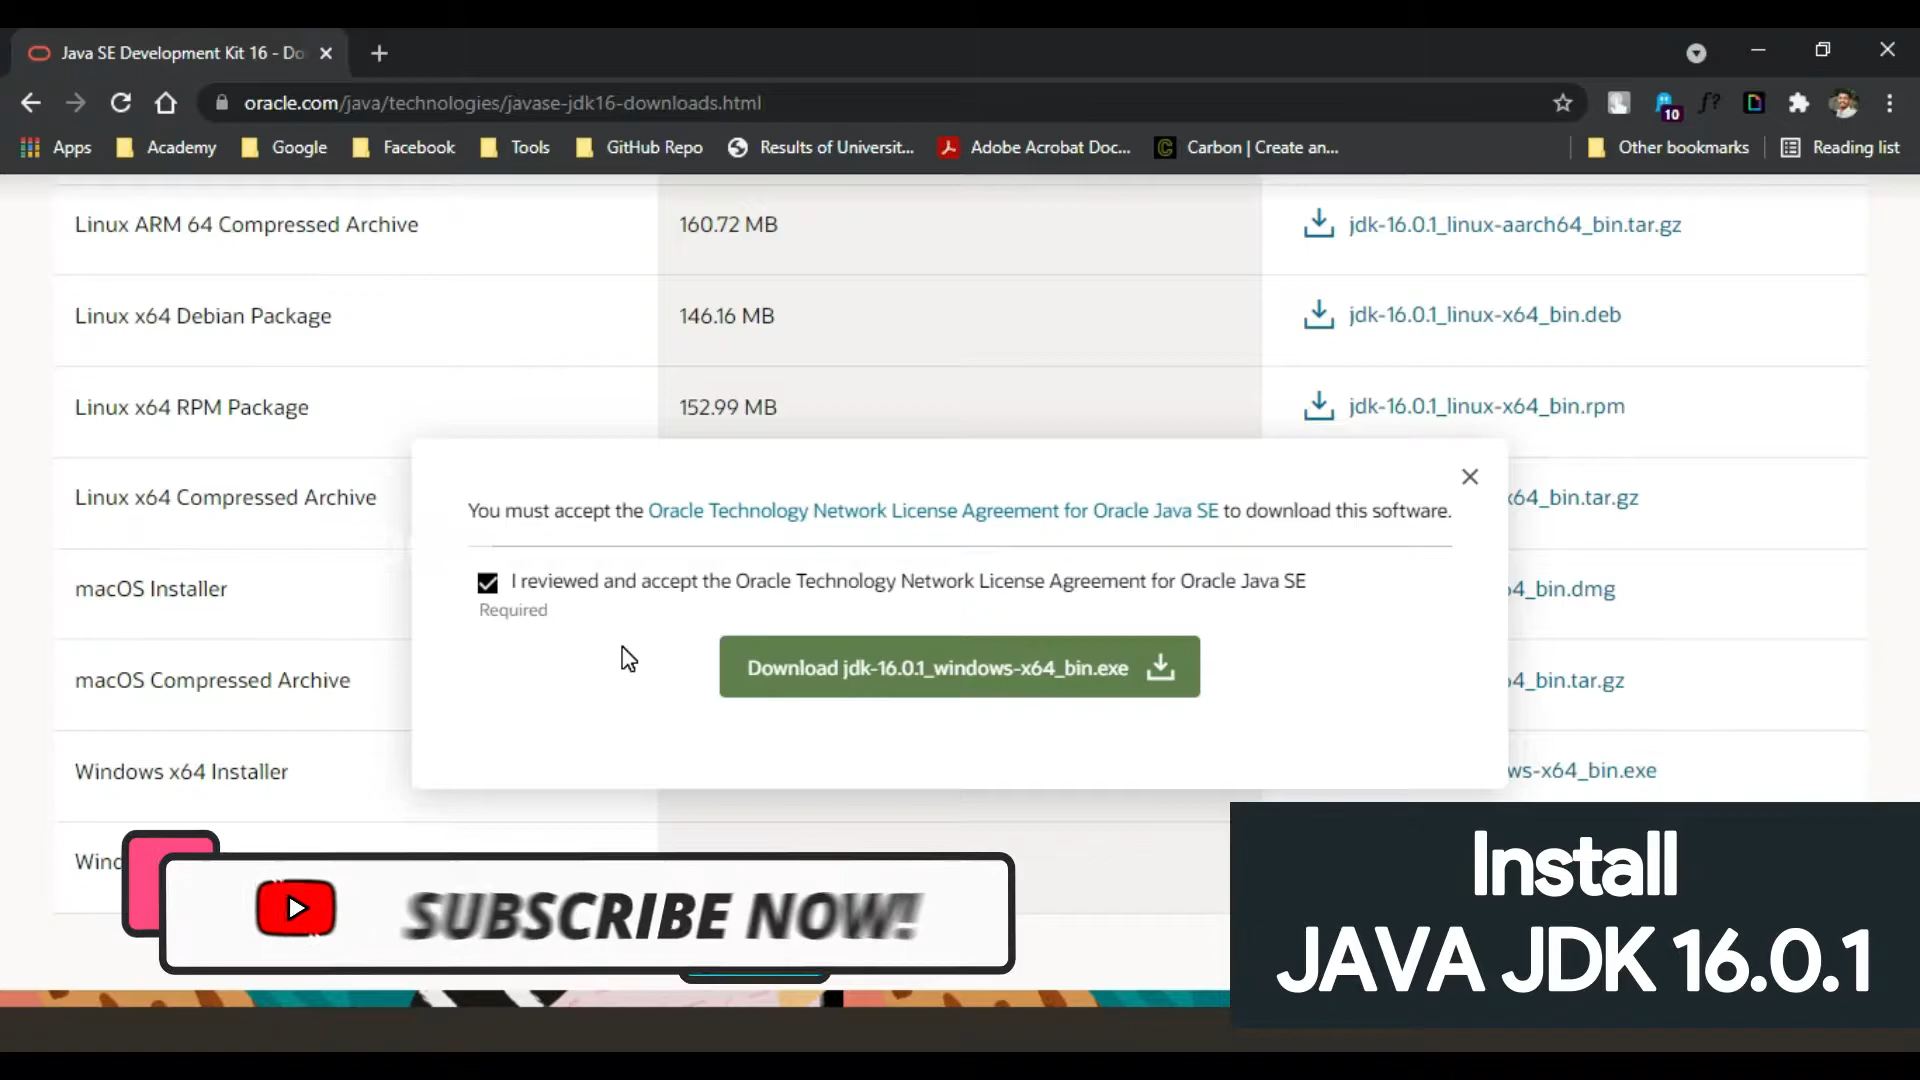 Java SE Development Kit 16 - Do
oracle.com/java/technologies/javase-jdk16-downloads.html
f?
10
Apps Academy Google Facebook Tools GitHub Repo Results of Universit... Adobe Acrobat Doc... Carbon | Create an... Other bookmarks Reading list
Linux ARM 64 Compressed Archive 160.72 MB jdk-16.0.1_linux-aarch64_bin.tar.gz
Linux x64 Debian Package 146.16 MB jdk-16.0.1_linux-x64_bin.deb
Linux x64 RPM Package 152.99 MB jdk-16.0.1_linux-x64_bin.rpm
Linux x64 Compressed Archive x64_bin.tar.gz
You must accept the Oracle Technology Network License Agreement for Oracle Java SE to download this software.
I reviewed and accept the Oracle Technology Network License Agreement for Oracle Java SE
Required
macOS Installer 4_bin.dmg
Download jdk-16.0.1_windows-x64_bin.exe
macOS Compressed Archive 4_bin.tar.gz
Windows x64 Installer ws-x64_bin.exe
Wind
SUBSCRIBE NOW!
Install
JAVA JDK 16.0.1